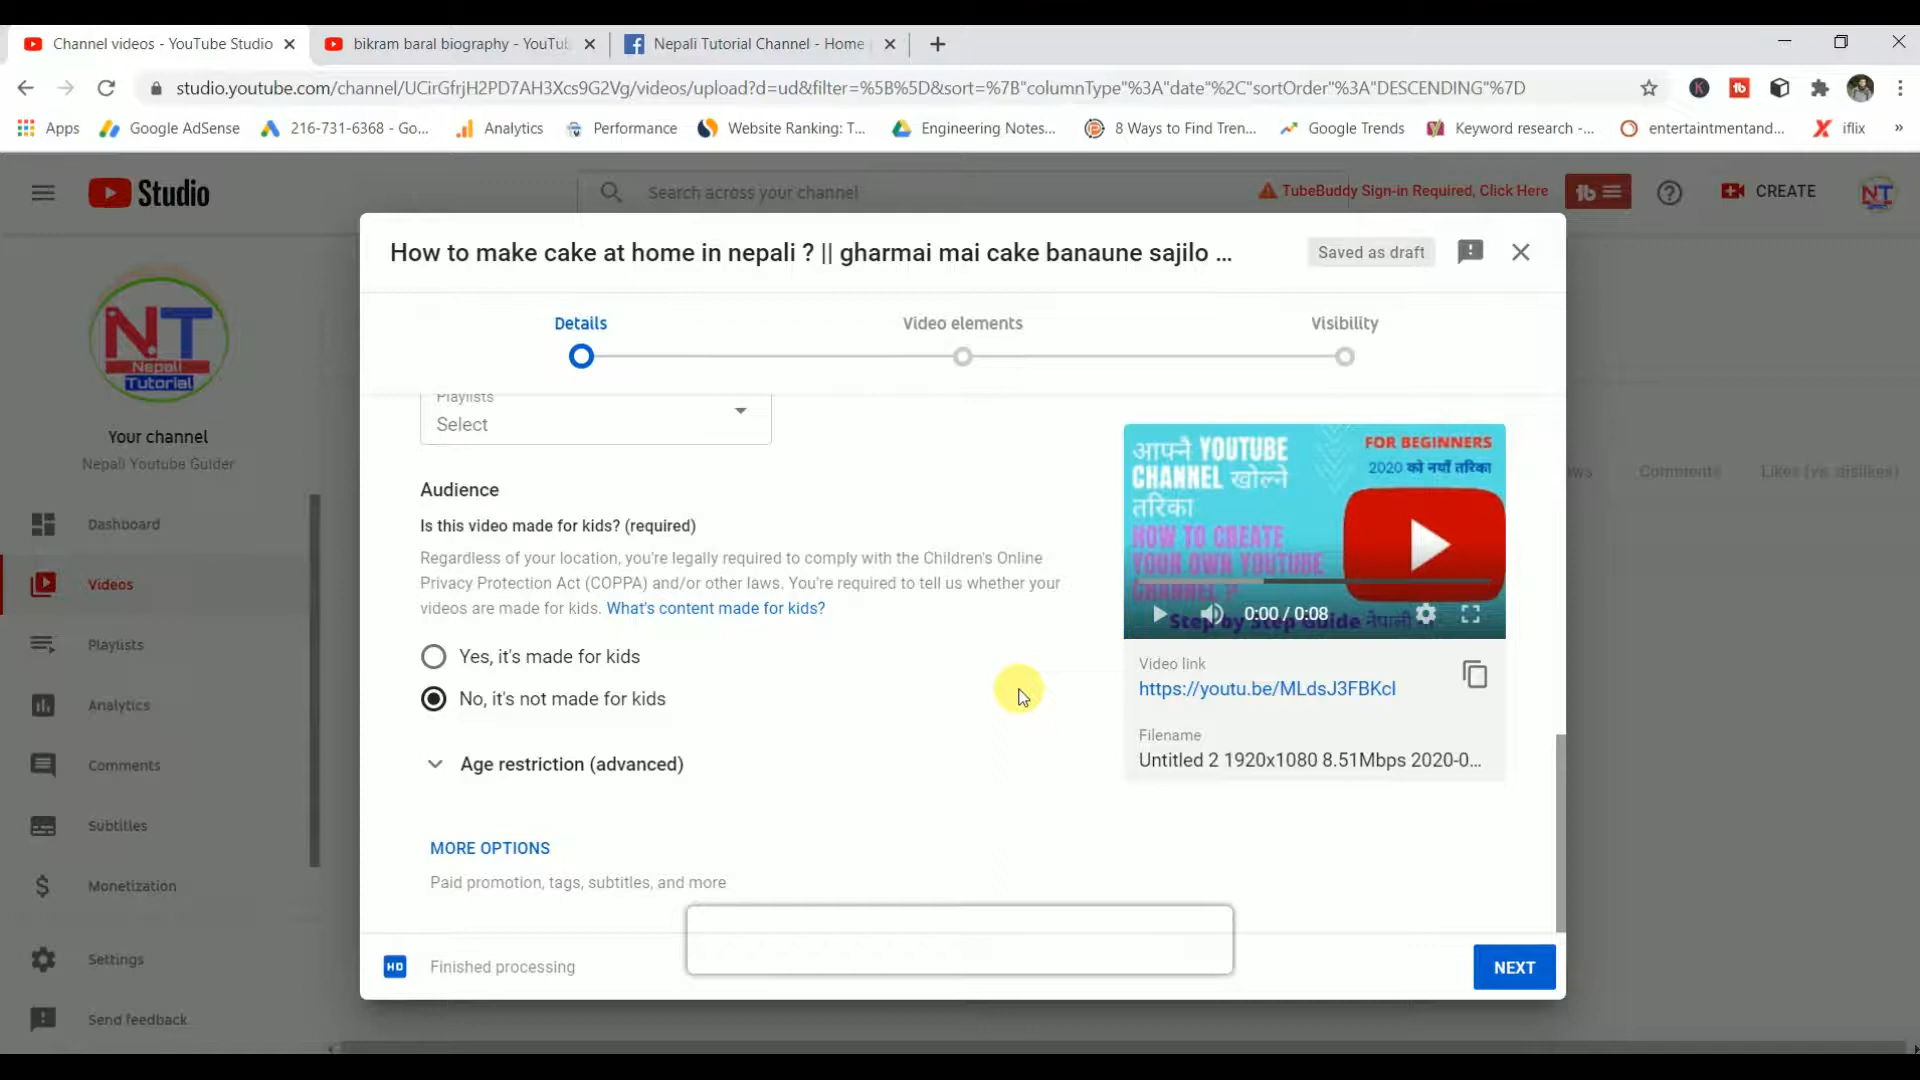 Channel videos - YouTube Studio
bikram baral biography - YouTub
Nepali Tutorial Channel - Home
studio.youtube.com/channel/UCirGfrjH2PD7AH3Xcs9G2Vg/videos/upload?d=ud&filter=%5B%5D&sort=%7B"columnType"%3A"date"%2C"sortOrder"%3A"DESCENDING"%7D
Apps
Google AdSense
216-731-6368 - Go...
Analytics
Performance
Website Ranking: T...
Engineering Notes...
8 Ways to Find Tren...
Google Trends
Keyword research -...
entertaintmentand...
iflix
»
Studio
Search across your channel
TubeBuddy Sign-in Required, Click Here
CREATE
NT
How to make cake at home in nepali ? || gharmai mai cake banaune sajilo ...
Saved as draft
Details
Video elements
Visibility
NT
Nepali
Tutorial
Your channel
Nepali Youtube Guider
Dashboard
Videos
Playlists
Analytics
Comments
Subtitles
Monetization
Settings
Send feedback
Playlists
Select
Audience
Is this video made for kids? (required)
Regardless of your location, you're legally required to comply with the Children's Online
Privacy Protection Act (COPPA) and/or other laws. You're required to tell us whether your
videos are made for kids. What's content made for kids?
Yes, it's made for kids
No, it's not made for kids
Age restriction (advanced)
MORE OPTIONS
Paid promotion, tags, subtitles, and more
HD
Finished processing
NEXT
आफ्नै YOUTUBE
CHANNEL खोल्ने
तरिका
HOW TO CREATE
YOUR OWN YOUTUBE
CHANNEL ?
Step by Step Guide नेपाली
FOR BEGINNERS
2020 को नयाँ तरिका
0:00 / 0:08
Video link
https://youtu.be/MLdsJ3FBKcI
Filename
Untitled 2 1920x1080 8.51Mbps 2020-0...
Comments
Likes (vs. dislikes)